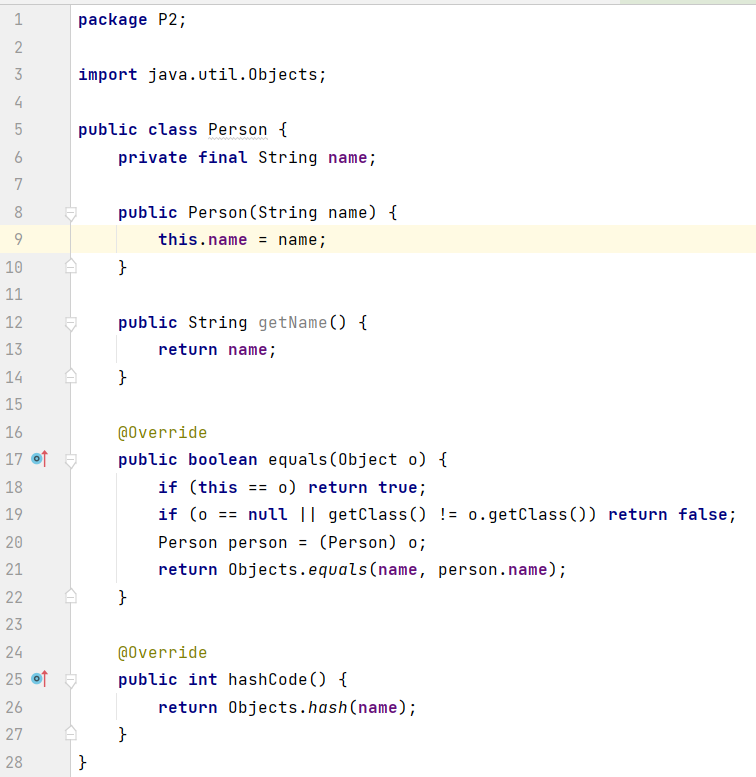 1 package P2;
2
3 import java.util.Objects;
4
5 public class Person {
6     private final String name;
7
8     public Person(String name) {
9         this.name = name;
10     }
11
12     public String getName() {
13         return name;
14     }
15
16     @Override
17     public boolean equals(Object o) {
18         if (this == o) return true;
19         if (o == null || getClass() != o.getClass()) return false;
20         Person person = (Person) o;
21         return Objects.equals(name, person.name);
22     }
23
24     @Override
25     public int hashCode() {
26         return Objects.hash(name);
27     }
28 }